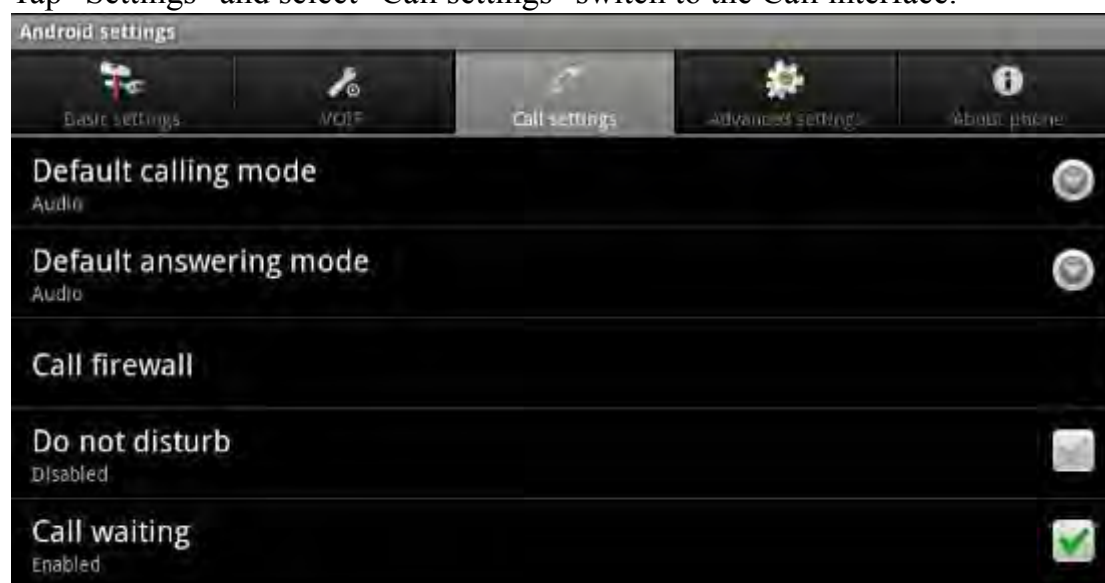 Tap "Settings" and select "Call settings" switch to the Call interface.
Android settings
Basic settings
VOIP
Call settings
Advanced settings
About phone
Default calling mode
Audio
Default answering mode
Audio
Call firewall
Do not disturb
Disabled
Call waiting
Enabled